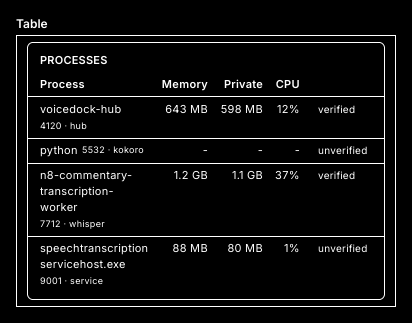 Table
PROCESSES
Process Memory Private CPU
voicedock-hub 643 MB 598 MB 12% verified
4120 · hub
python 5532 · kokoro - - - unverified
n8-commentary- 1.2 GB 1.1 GB 37% verified
transcription-
worker
7712 · whisper
speechtranscription 88 MB 80 MB 1% unverified
servicehost.exe
9001 · service